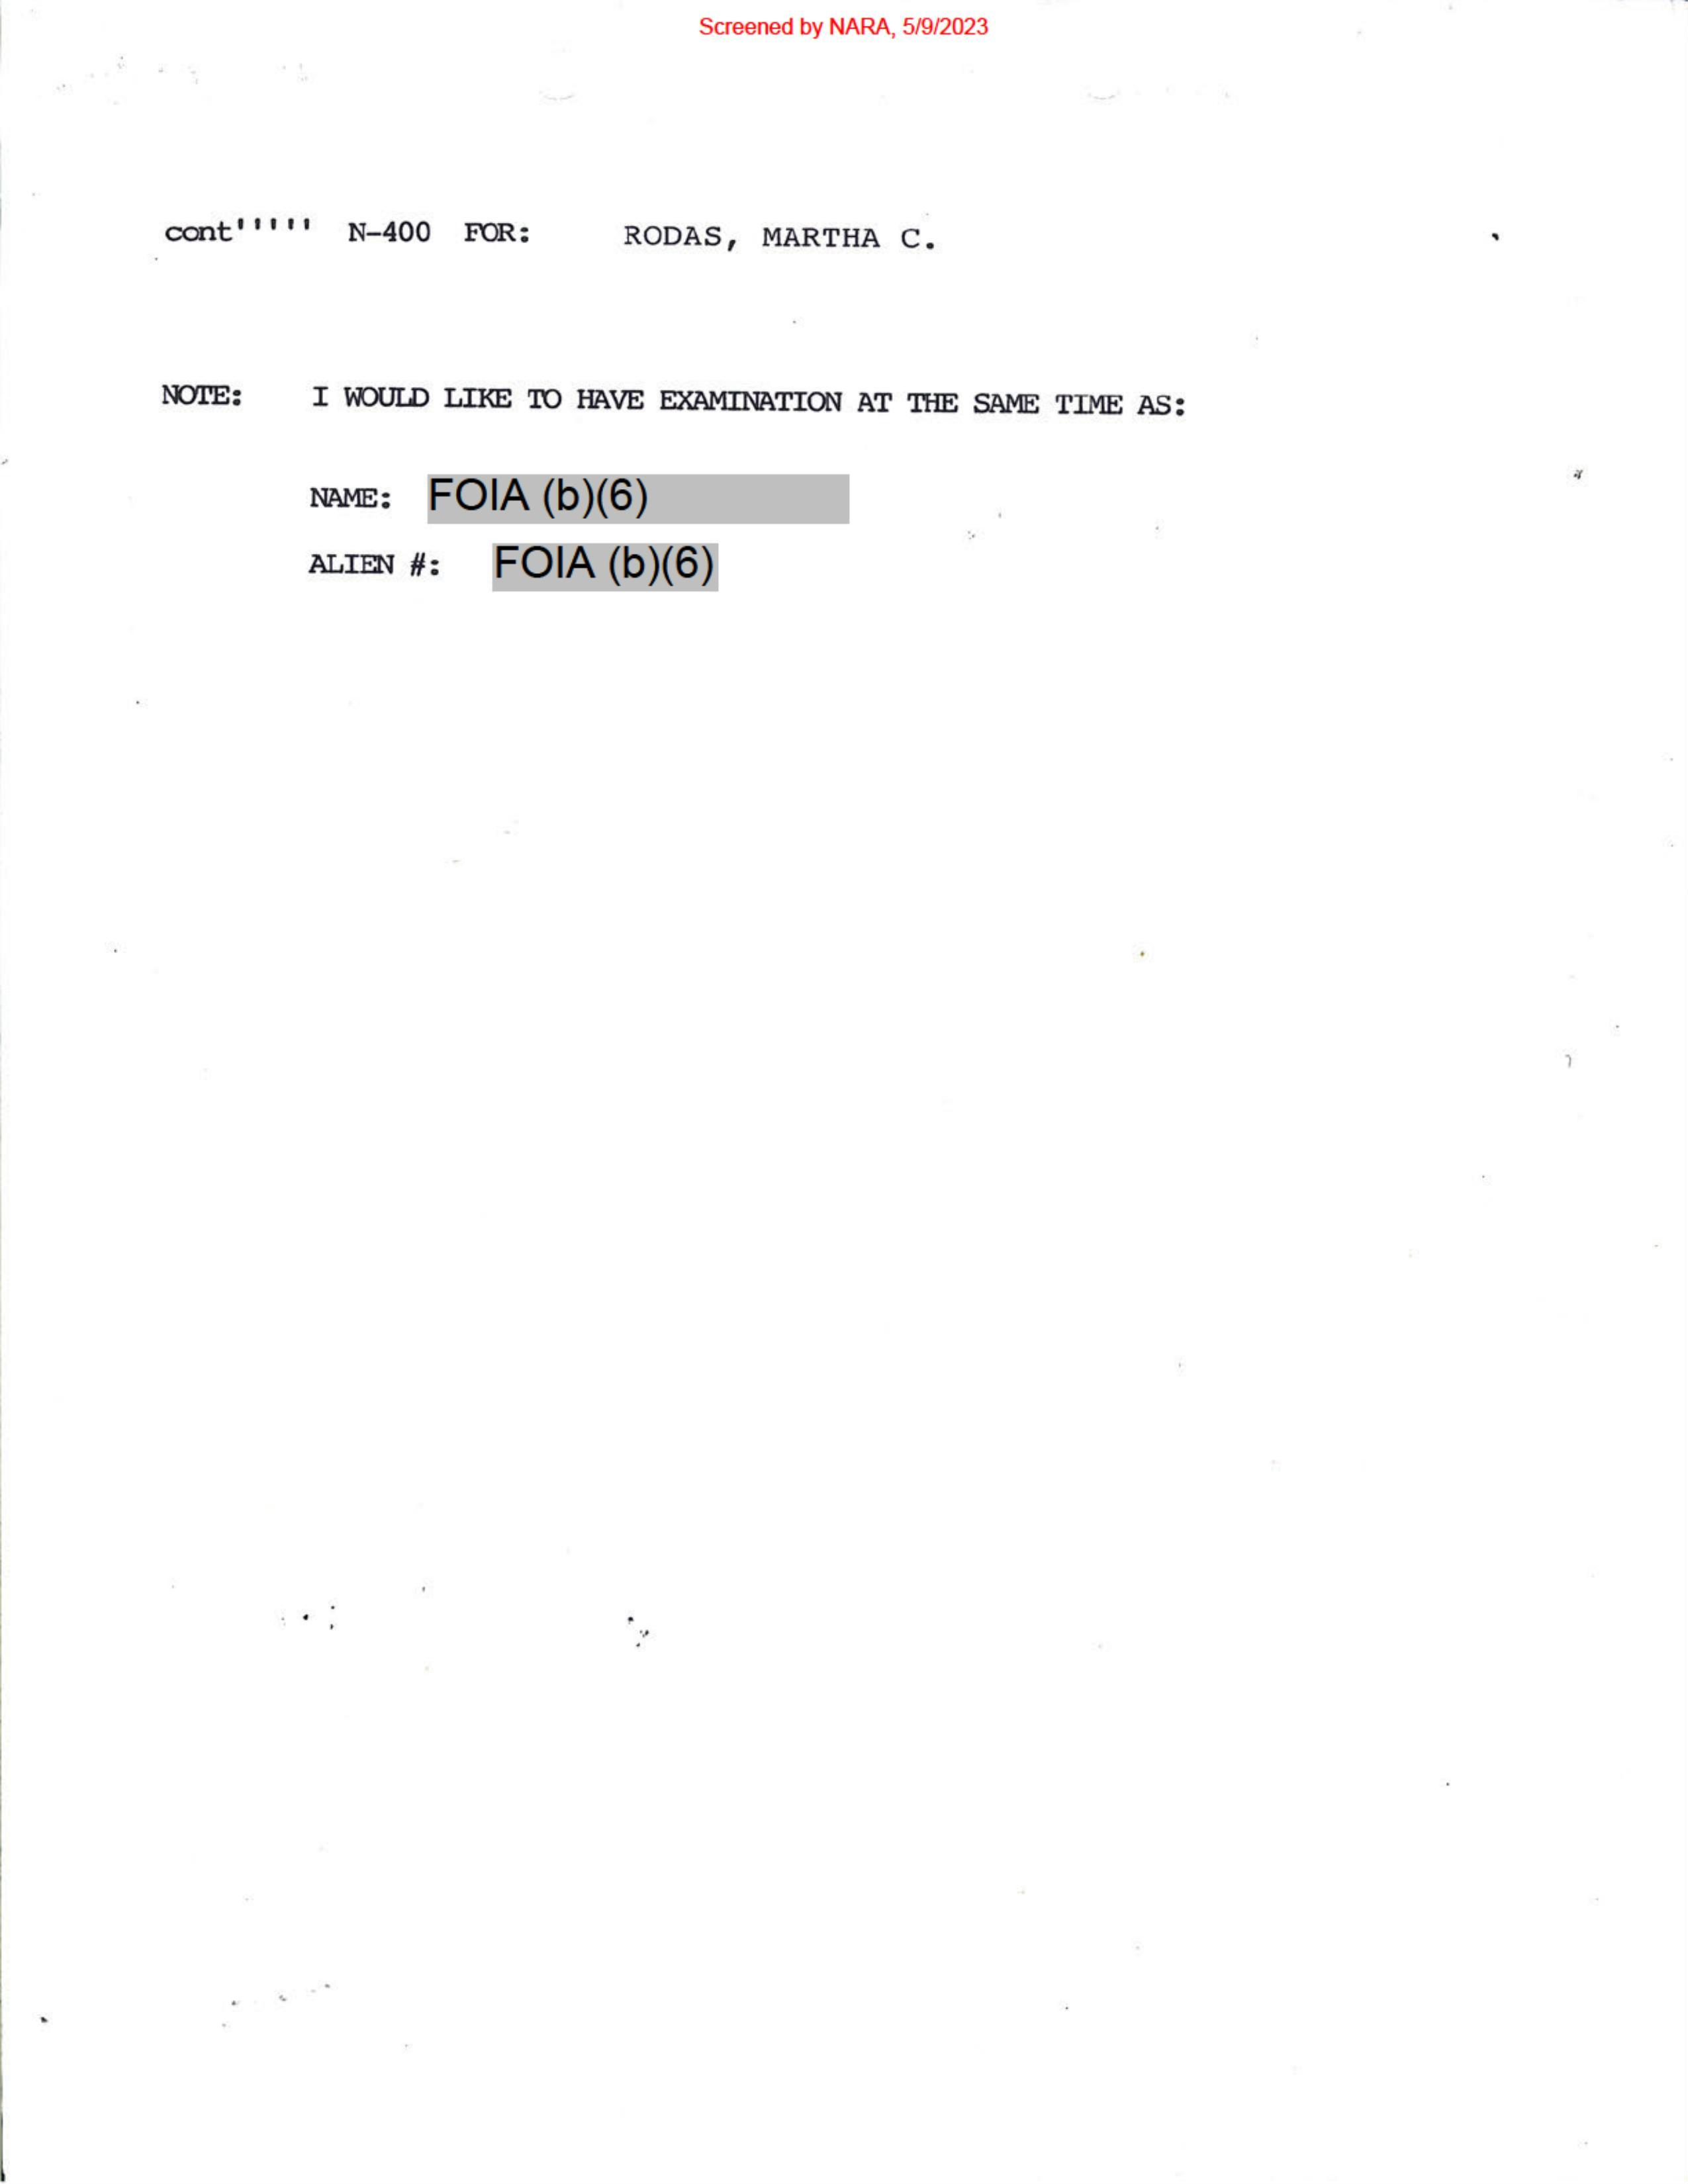 Screened by NARA, 5/9/2023
cont''''' N-400 FOR: RODAS, MARTHA C.
NOTE: I WOULD LIKE TO HAVE EXAMINATION AT THE SAME TIME AS:
NAME: FOIA (b)(6)
ALIEN #: FOIA (b)(6)